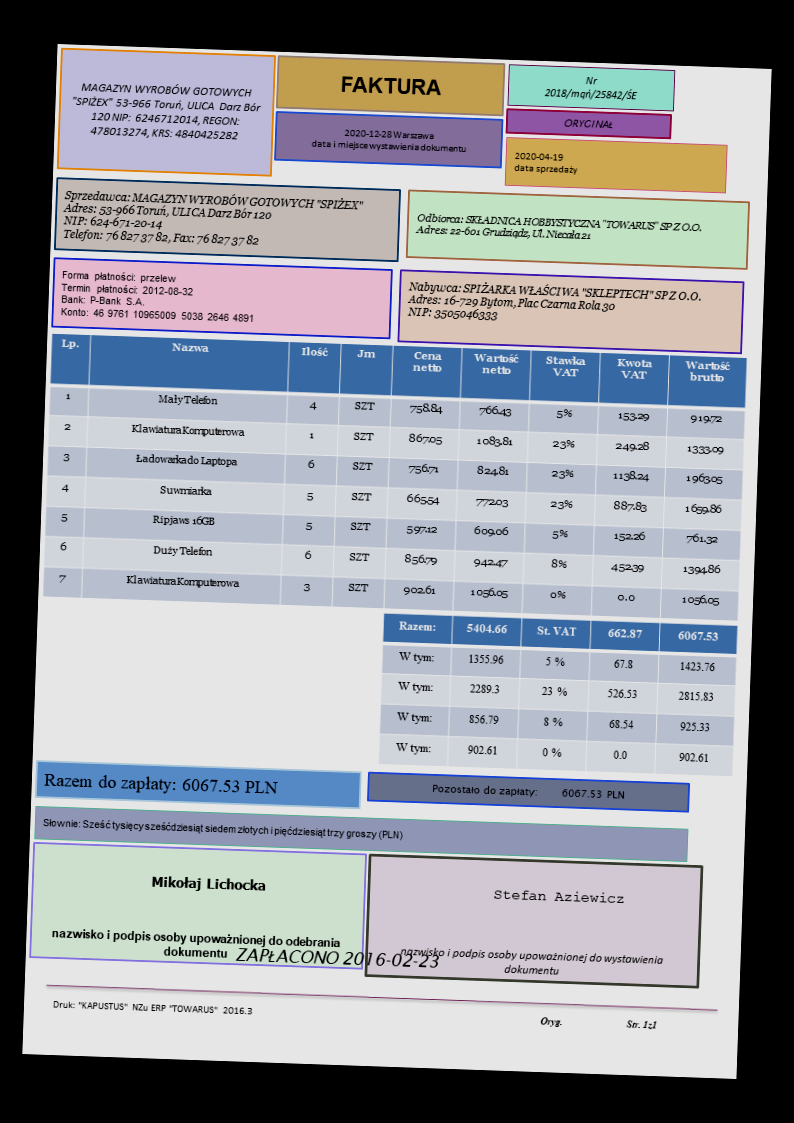 MAGAZYN WYROBÓW GOTOWYCH
"SPIŻEX" 53-966 Toruń, ULICA Darz Bór
120 NIP: 6246712014, REGON:
478013274, KRS: 4840425282
FAKTURA
2020-12-28 Warszawa
data i miejsce wystawienia dokumentu
Nr
2018/mqń/25842/ŚE
ORYGINAŁ
2020-04-19
data sprzedaży
Sprzedawca: MAGAZYN WYROBÓW GOTOWYCH "SPIŻEX"
Adres: 53-966 Toruń, ULICA Darz Bór 120
NIP: 624-671-20-14
Telefon: 76 827 37 82, Fax: 76 827 37 82
Odbiorca: SKŁADNICA HOBBYSTYCZNA "TOWARUS" SP Z O.O.
Adres: 22-601 Grudziądz, Ul. Niecała 21
Forma płatności: przelew
Termin płatności: 2012-08-32
Bank: P-Bank S.A.
Konto: 46 9761 10965009 5038 2646 4891
Nabywca: SPIŻARKA WŁAŚCIWA "SKLEPTECH" SP Z O.O.
Adres: 16-729 Bytom, Plac Czarna Rola 30
NIP: 3505046333
Lp. Nazwa Ilość Jm Cena netto Wartość netto Stawka VAT Kwota VAT Wartość brutto
1 Mały Telefon 4 SZT 758.84 766.43 5% 153.29 919.72
2 Klawiatura Komputerowa 1 SZT 867.05 1083.81 23% 249.28 1333.09
3 Ładowarka do Laptopa 6 SZT 756.71 824.81 23% 1138.24 1963.05
4 Suwmiarka 5 SZT 665.54 772.03 23% 887.83 1659.86
5 Ripjaws 16GB 5 SZT 597.12 609.06 5% 152.26 761.32
6 Duży Telefon 6 SZT 856.79 942.47 8% 452.39 1394.86
7 Klawiatura Komputerowa 3 SZT 902.61 1056.05 0% 0.0 1056.05
Razem: 5404.66 St. VAT 662.87 6067.53
W tym: 1355.96 5 % 67.8 1423.76
W tym: 2289.3 23 % 526.53 2815.83
W tym: 856.79 8 % 68.54 925.33
W tym: 902.61 0 % 0.0 902.61
Razem do zapłaty: 6067.53 PLN
Pozostało do zapłaty: 6067.53 PLN
Słownie: Sześć tysięcy sześćdziesiąt siedem złotych i pięćdziesiąt trzy groszy (PLN)
Mikołaj Lichocka
nazwisko i podpis osoby upoważnionej do odebrania
dokumentu
Stefan Aziewicz
nazwisko i podpis osoby upoważnionej do wystawienia
dokumentu
ZAPŁACONO 2016-02-23
Druk: "KAPUSTUS" NZu ERP "TOWARUS" 2016.3
Oryg.
Str. 1z1